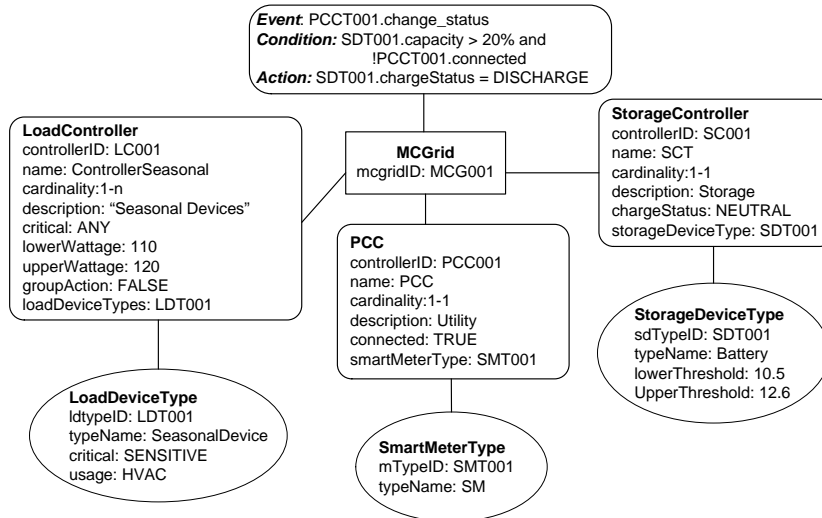 Event: PCCT001.change_status
Condition: SDT001.capacity > 20% and
!PCCT001.connected
Action: SDT001.chargeStatus = DISCHARGE
LoadController
controllerID: LC001
name: ControllerSeasonal
cardinality:1-n
description: “Seasonal Devices”
critical: ANY
lowerWattage: 110
upperWattage: 120
groupAction: FALSE
loadDeviceTypes: LDT001
MCGrid
mcgridID: MCG001
StorageController
controllerID: SC001
name: SCT
cardinality:1-1
description: Storage
chargeStatus: NEUTRAL
storageDeviceType: SDT001
PCC
controllerID: PCC001
name: PCC
cardinality:1-1
description: Utility
connected: TRUE
smartMeterType: SMT001
StorageDeviceType
sdTypeID: SDT001
typeName: Battery
lowerThreshold: 10.5
UpperThreshold: 12.6
LoadDeviceType
ldtypeID: LDT001
typeName: SeasonalDevice
critical: SENSITIVE
usage: HVAC
SmartMeterType
mTypeID: SMT001
typeName: SM